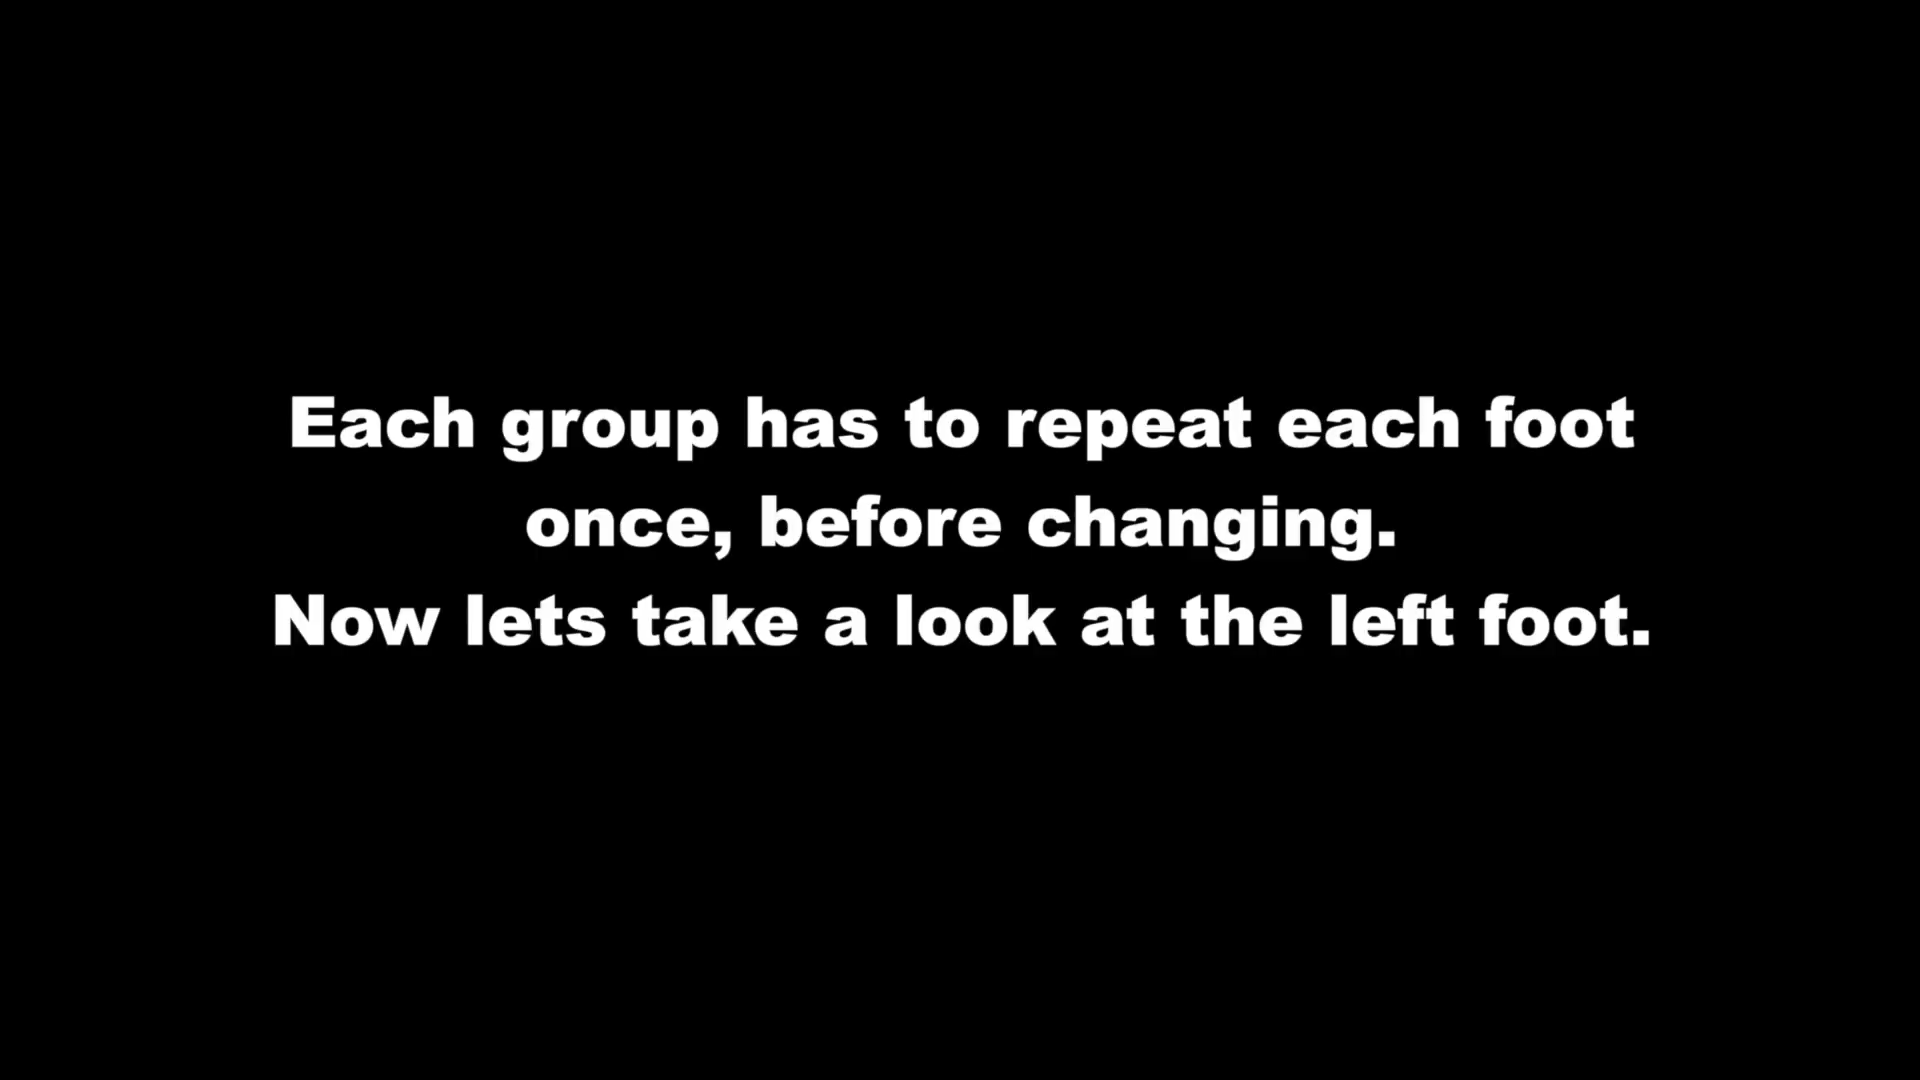 Each group has to repeat each foot
once, before changing.
Now lets take a look at the left foot.